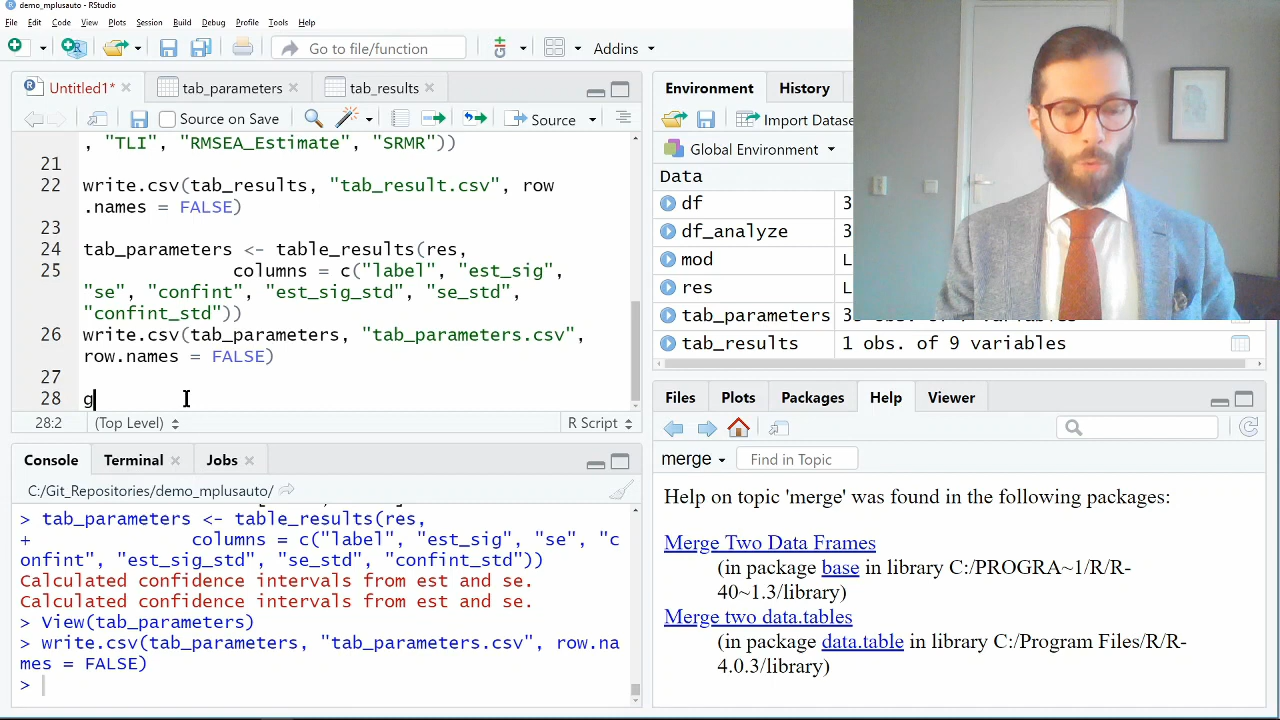 demo_mplusauto - RStudio
File Edit Code View Plots Session Build Debug Profile Tools Help
Go to file/function Addins
Untitled1* tab_parameters tab_results
Source on Save Source
, "TLI", "RMSEA_Estimate", "SRMR"))
21
22 write.csv(tab_results, "tab_result.csv", row
.names = FALSE)
23
24 tab_parameters <- table_results(res,
25 columns = c("label", "est_sig",
"se", "confint", "est_sig_std", "se_std",
"confint_std"))
26 write.csv(tab_parameters, "tab_parameters.csv",
row.names = FALSE)
27
28 g
28:2 (Top Level) R Script
Console Terminal Jobs
C:/Git_Repositories/demo_mplusauto/
> tab_parameters <- table_results(res,
+ columns = c("label", "est_sig", "se", "c
onfint", "est_sig_std", "se_std", "confint_std"))
Calculated confidence intervals from est and se.
Calculated confidence intervals from est and se.
> View(tab_parameters)
> write.csv(tab_parameters, "tab_parameters.csv", row.na
mes = FALSE)
>
Environment History
Import Dataset
Global Environment
Data
df 3
df_analyze 3
mod L
res L
tab_parameters
tab_results 1 obs. of 9 variables
Files Plots Packages Help Viewer
merge Find in Topic
Help on topic 'merge' was found in the following packages:
Merge Two Data Frames
(in package base in library C:/PROGRA~1/R/R-
40~1.3/library)
Merge two data.tables
(in package data.table in library C:/Program Files/R/R-
4.0.3/library)